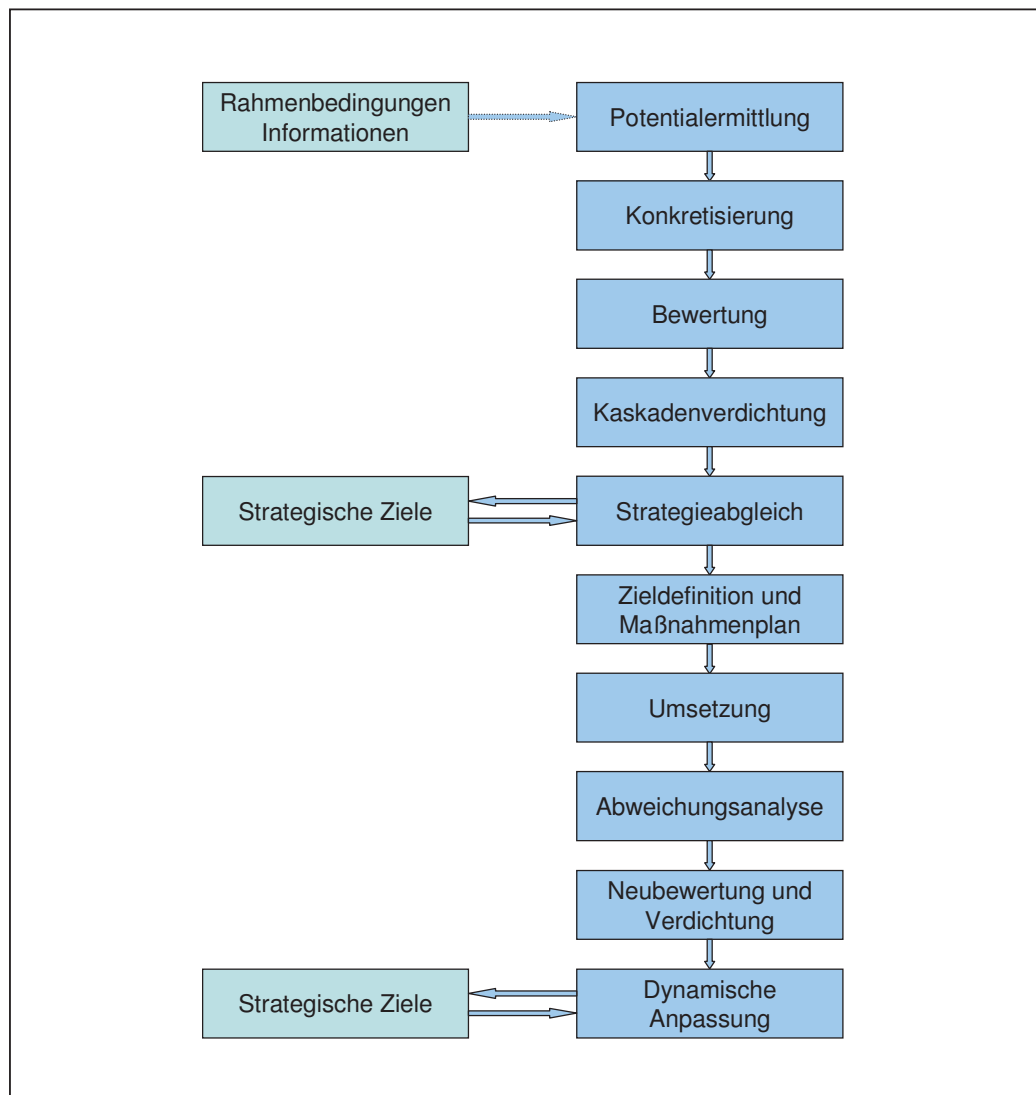 Rahmenbedingungen
Informationen
Potentialermittlung
Konkretisierung
Bewertung
Kaskadenverdichtung
Strategische Ziele
Strategieabgleich
Zieldefinition und
Maßnahmenplan
Umsetzung
Abweichungsanalyse
Neubewertung und
Verdichtung
Strategische Ziele
Dynamische
Anpassung